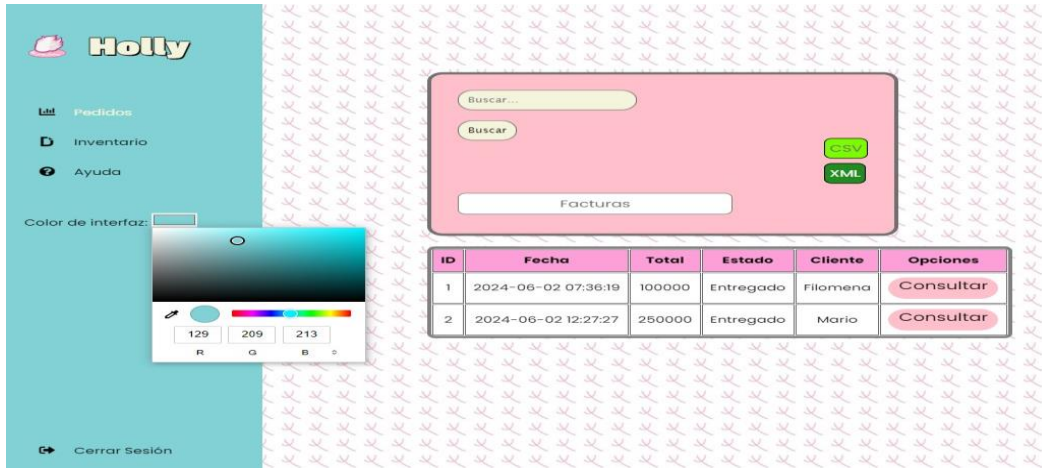 Holly
Pedidos
Inventario
Ayuda
Color de interfaz:
129 209 213
R G B
Cerrar Sesión
Buscar...
Buscar
CSV
XML
Facturas
ID Fecha Total Estado Cliente Opciones
1 2024-06-02 07:36:19 100000 Entregado Filomena Consultar
2 2024-06-02 12:27:27 250000 Entregado Mario Consultar